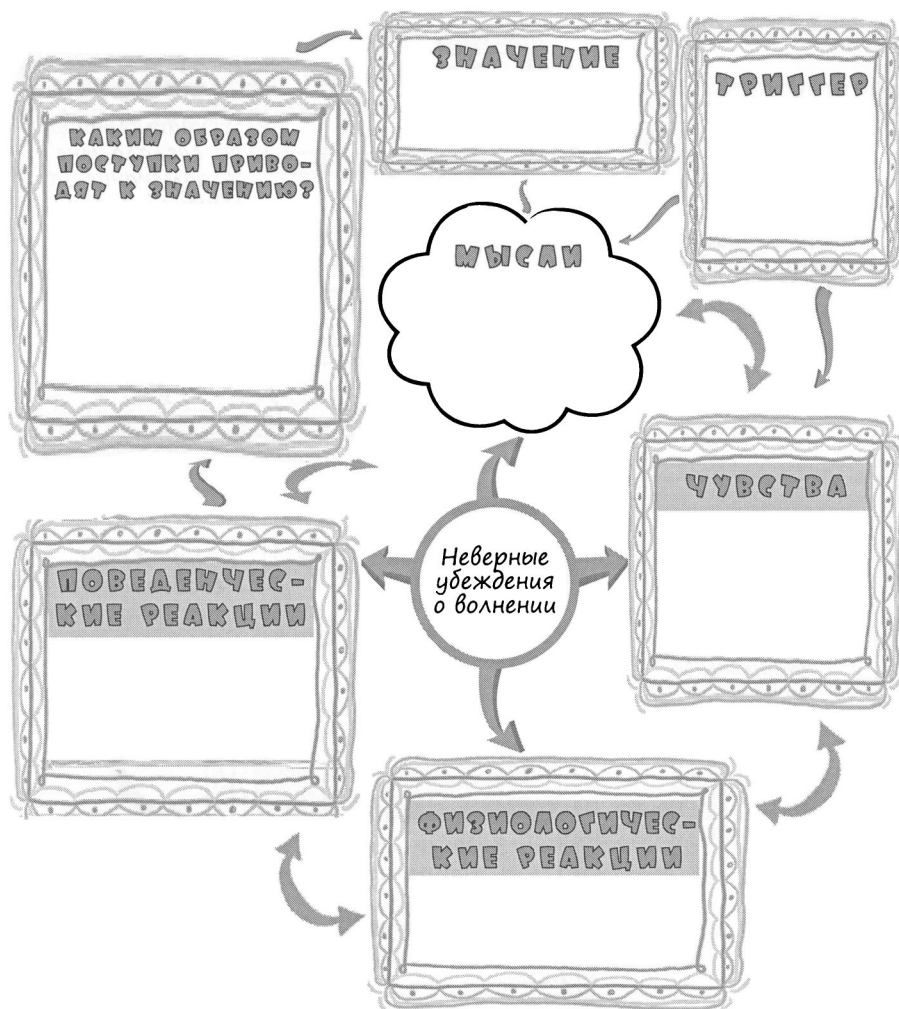 ЗНАЧЕНИЕ
ТРИГГЕР
КАКИМ ОБРАЗОМ
ПОСТУПКИ ПРИВО-
ДЯТ К ЗНАЧЕНИЮ?
МЫСЛИ
ЧУВСТВА
Неверные
убеждения
о волнении
ПОВЕДЕНЧЕС-
КИЕ РЕАКЦИИ
ФИЗИОЛОГИЧЕС-
КИЕ РЕАКЦИИ